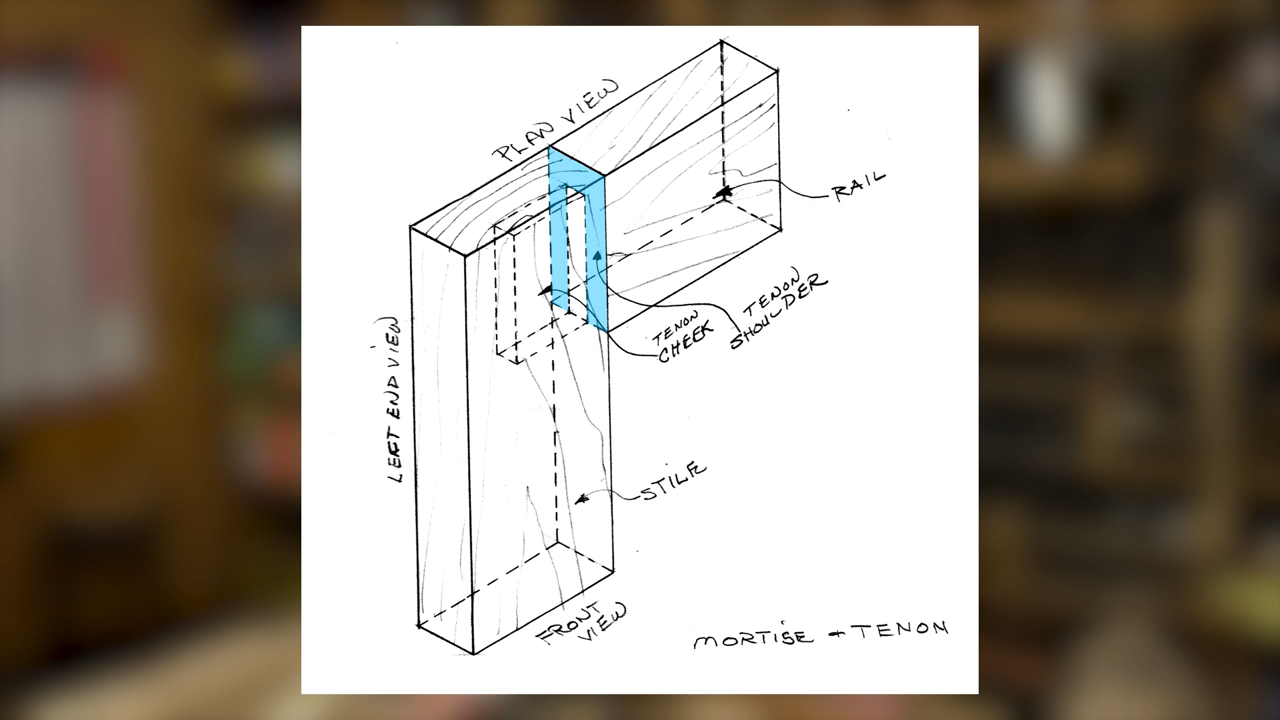 PLAN VIEW
RAIL
TENON
SHOULDER
TENON
CHEEK
LEFT END VIEW
STILE
FRONT
VIEW
MORTISE + TENON